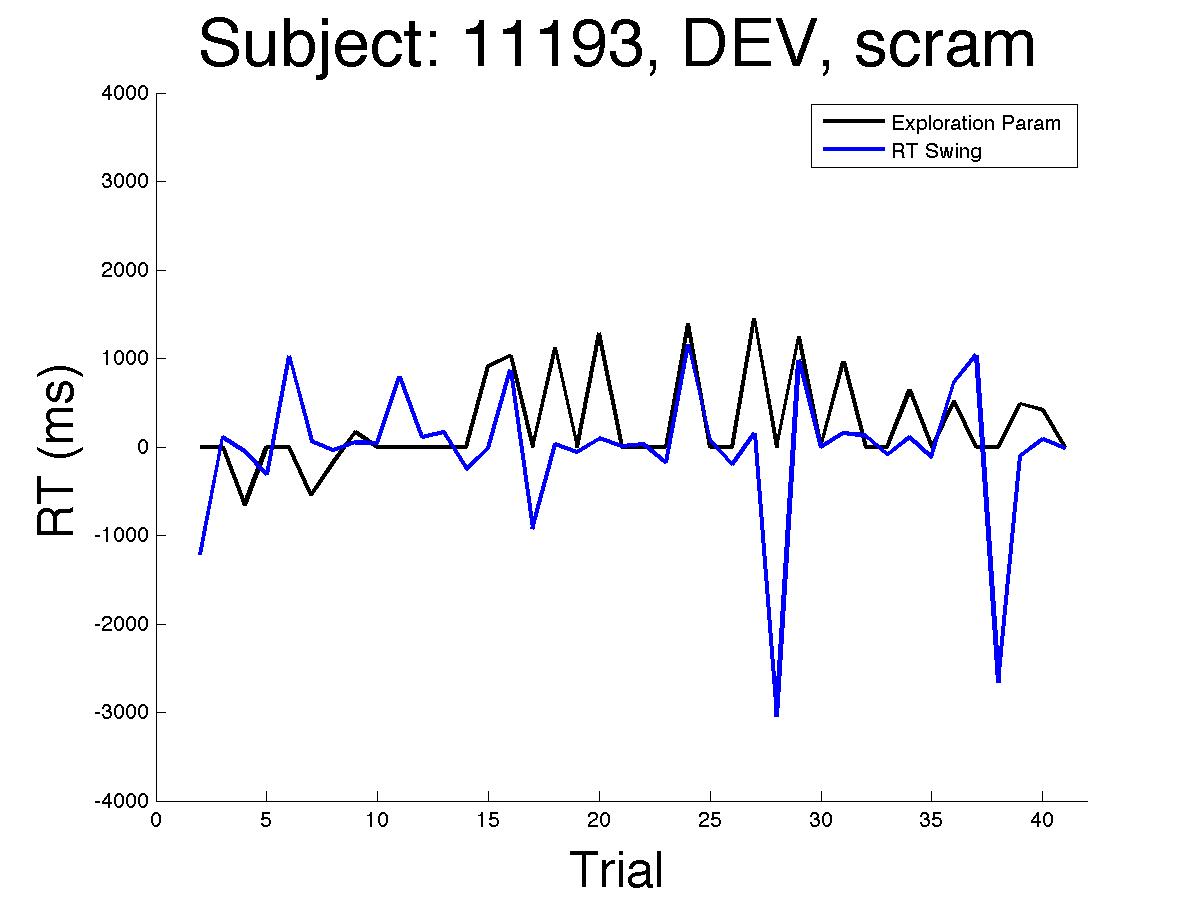 Subject: 11193, DEV, scram
4000
3000
2000
1000
0
-1000
-2000
-3000
-4000
RT (ms)
Exploration Param
RT Swing
0 5 10 15 20 25 30 35 40
Trial